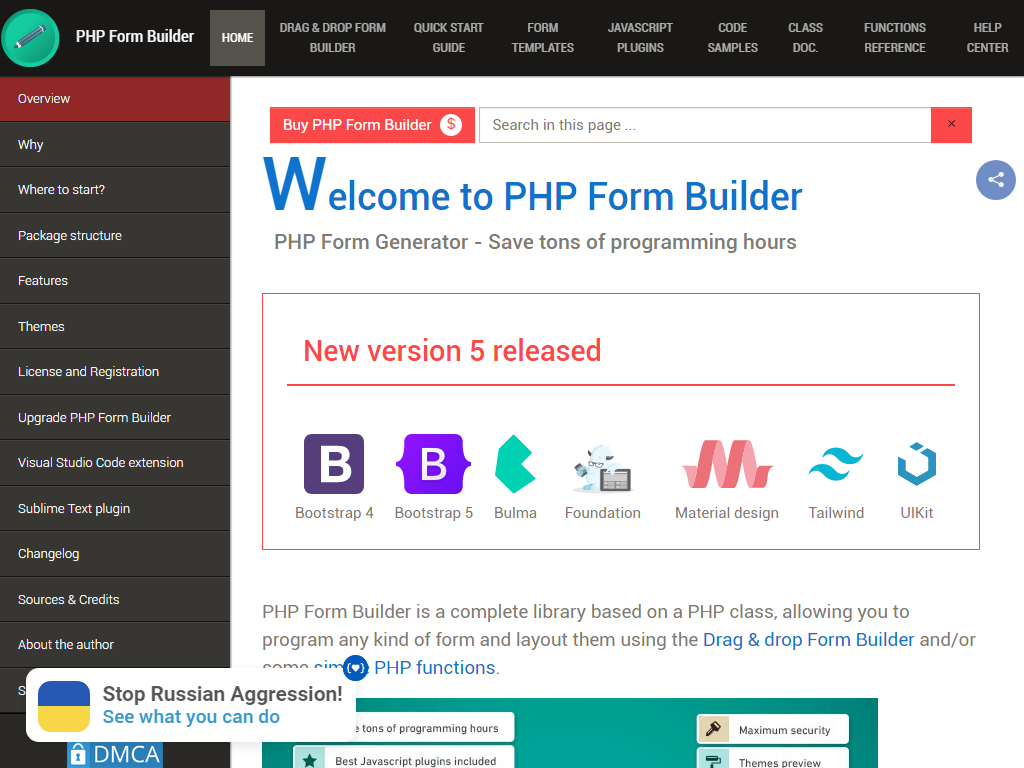 PHP Form Builder
HOME
DRAG & DROP FORM
BUILDER
QUICK START
GUIDE
FORM
TEMPLATES
JAVASCRIPT
PLUGINS
CODE
SAMPLES
CLASS
DOC.
FUNCTIONS
REFERENCE
HELP
CENTER
Overview
Why
Where to start?
Package structure
Features
Themes
License and Registration
Upgrade PHP Form Builder
Visual Studio Code extension
Sublime Text plugin
Changelog
Sources & Credits
About the author
S
Buy PHP Form Builder $
Search in this page ...
×
Welcome to PHP Form Builder
PHP Form Generator - Save tons of programming hours
New version 5 released
B
B
Bootstrap 4
Bootstrap 5
Bulma
Foundation
Material design
Tailwind
UIKit
PHP Form Builder is a complete library based on a PHP class, allowing you to
program any kind of form and layout them using the Drag & drop Form Builder and/or
some PHP functions.
Stop Russian Aggression!
See what you can do
DMCA
tons of programming hours
Best Javascript plugins included
Maximum security
Themes preview